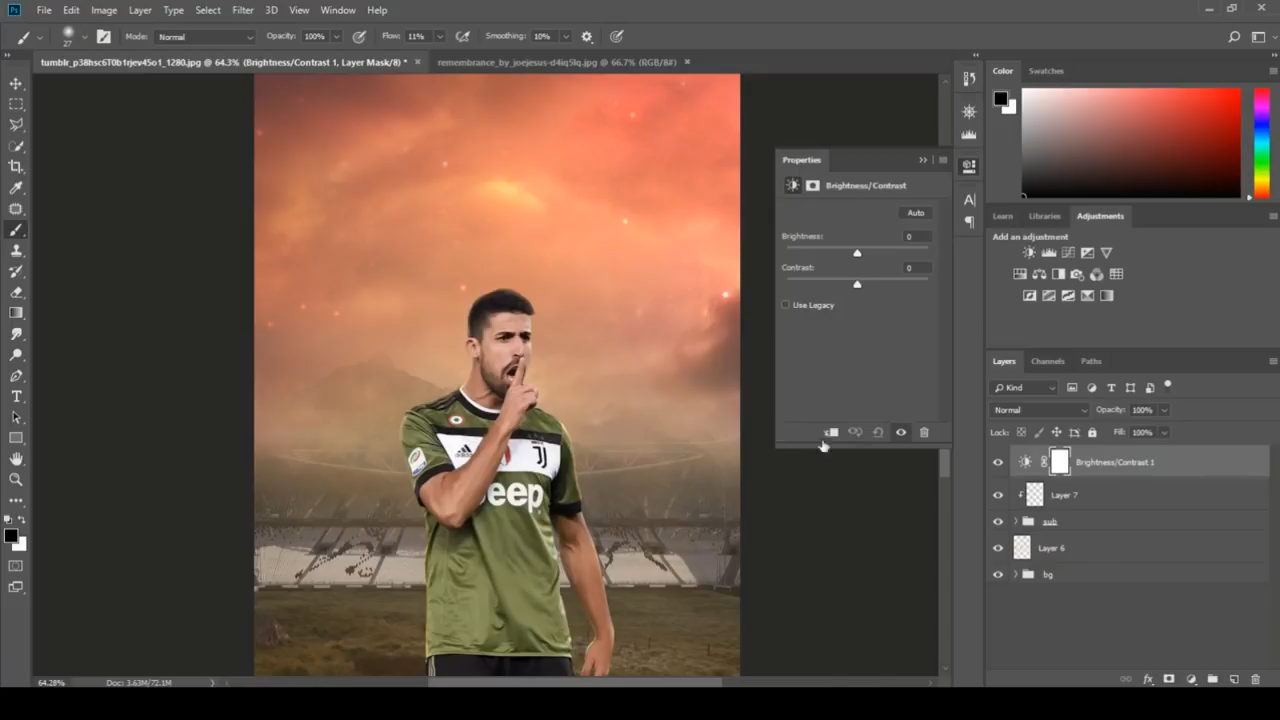 Ps File Edit Image Layer Type Select Filter 3D View Window Help
27 Mode: Normal Opacity: 100% Flow: 11% Smoothing: 10%
tumblr_p38hsc6T0b1rjev45o1_1280.jpg @ 64.3% (Brightness/Contrast 1, Layer Mask/8) * × remembrance_by_joejesus-d4iq5lq.jpg @ 66.7% (RGB/8#) ×
Color Swatches
Properties
Brightness/Contrast
Auto
Brightness: 0
Contrast: 0
Use Legacy
Learn Libraries Adjustments
Add an adjustment
Layers Channels Paths
Kind
Normal Opacity: 100%
Lock: Fill: 100%
Brightness/Contrast 1
Layer 7
sub
Layer 6
bg
adidas
Jeep
64.28% Doc: 3.63M/72.1M